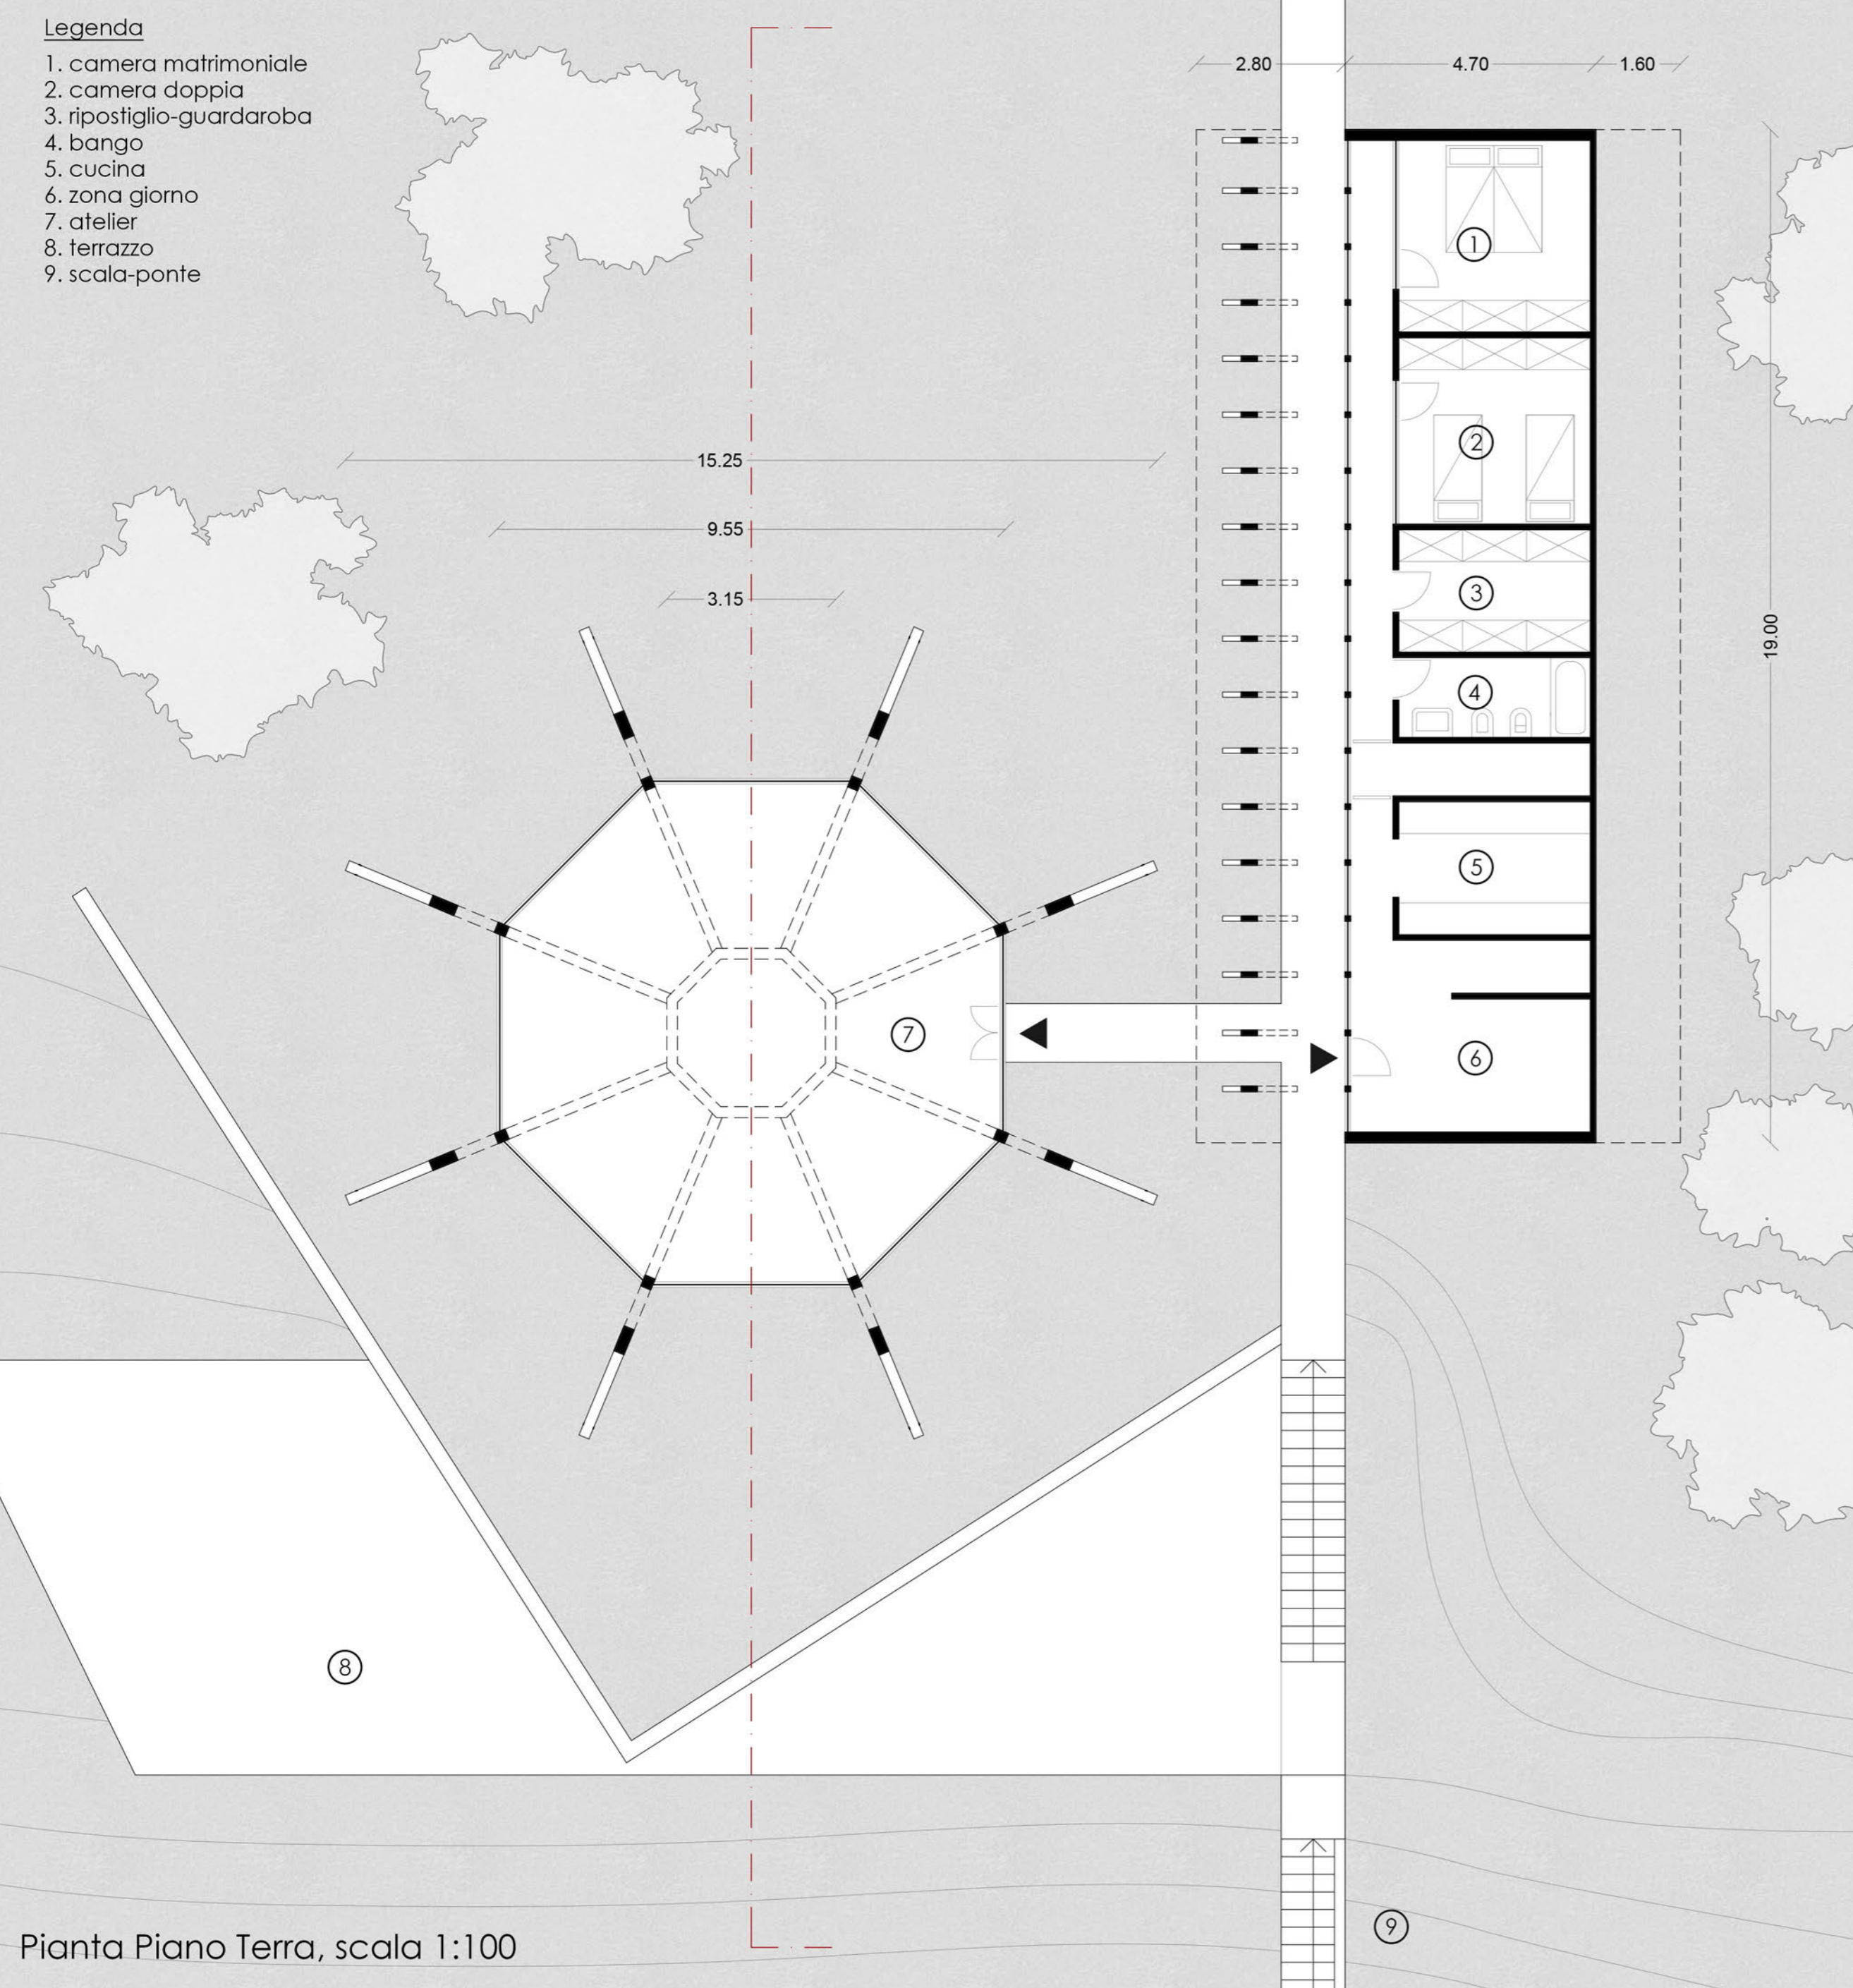 Legenda
1. camera matrimoniale
2. camera doppia
3. ripostiglio-guardaroba
4. bango
5. cucina
6. zona giorno
7. atelier
8. terrazzo
9. scala-ponte
2.80 4.70 1.60
1
2
15.25
9.55
3.15
3
19.00
4
5
7
6
8
9
Pianta Piano Terra, scala 1:100